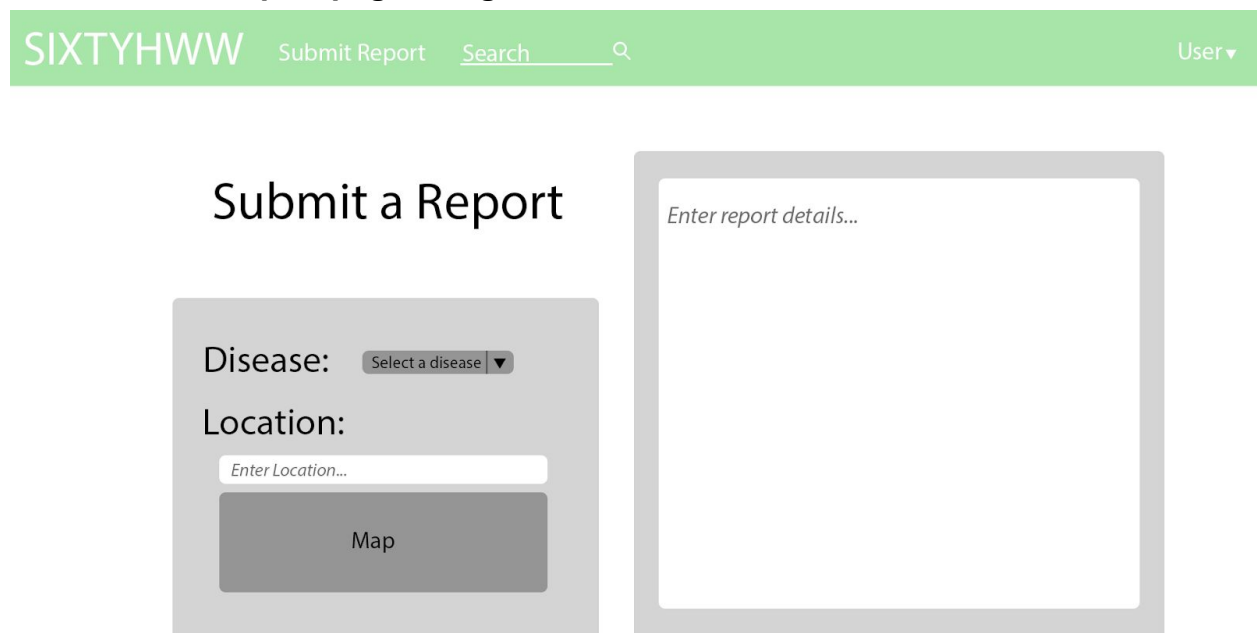 SIXTYHWW Submit Report Search User
Submit a Report
Disease: Select a disease
Location:
Enter Location...
Map
Enter report details...